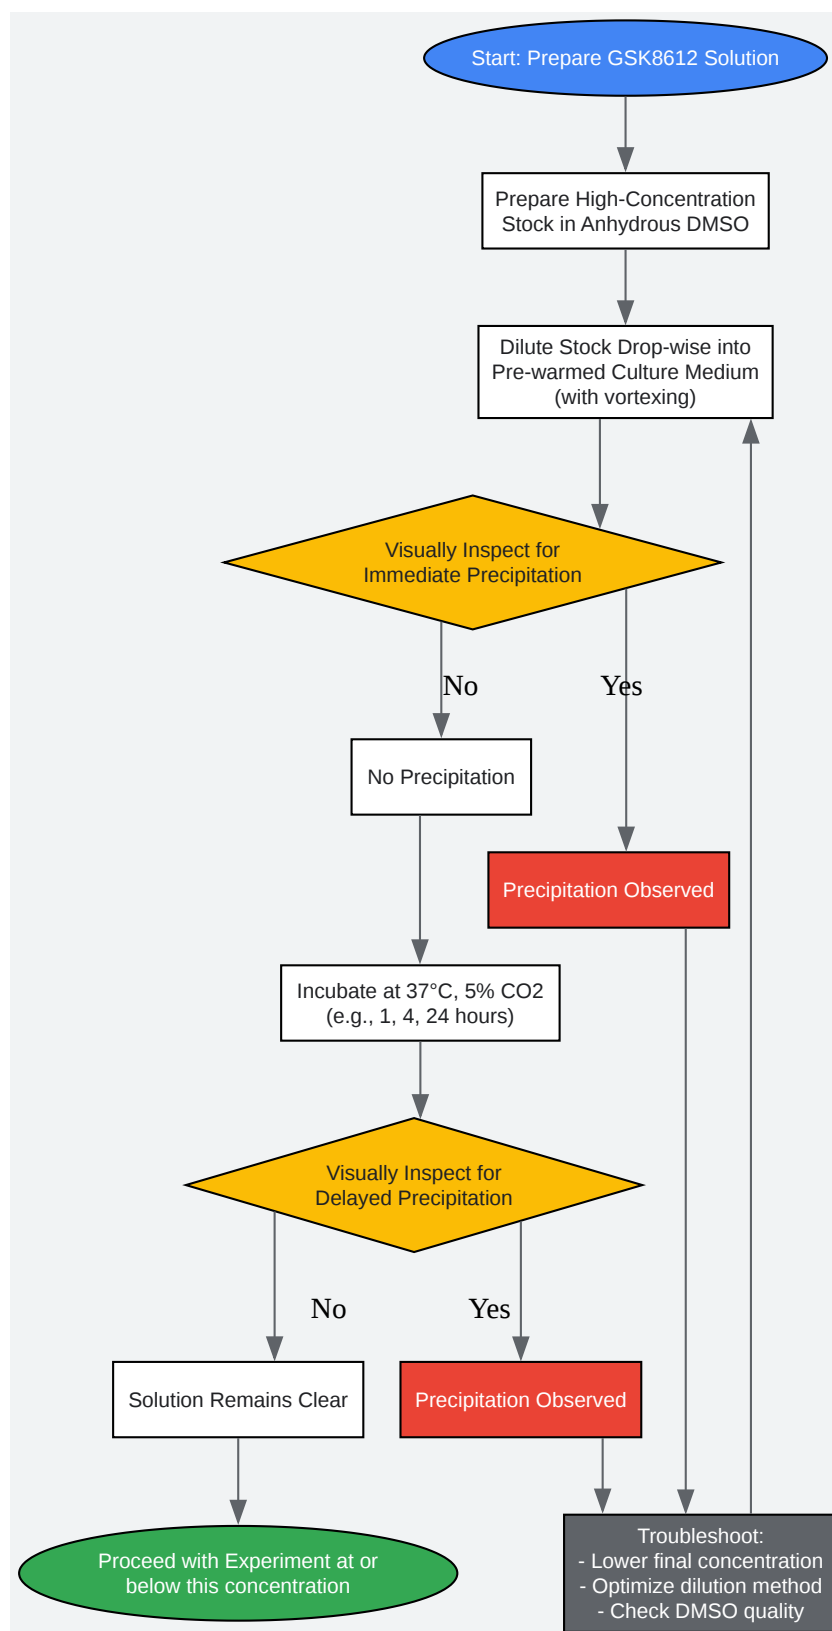 Start: Prepare GSK8612 Solution
Prepare High-Concentration
Stock in Anhydrous DMSO
Dilute Stock Drop-wise into
Pre-warmed Culture Medium
(with vortexing)
Visually Inspect for
Immediate Precipitation
No
Yes
No Precipitation
Precipitation Observed
Incubate at 37°C, 5% CO2
(e.g., 1, 4, 24 hours)
Visually Inspect for
Delayed Precipitation
No
Yes
Solution Remains Clear
Precipitation Observed
Proceed with Experiment at or
below this concentration
Troubleshoot:
- Lower final concentration
- Optimize dilution method
- Check DMSO quality